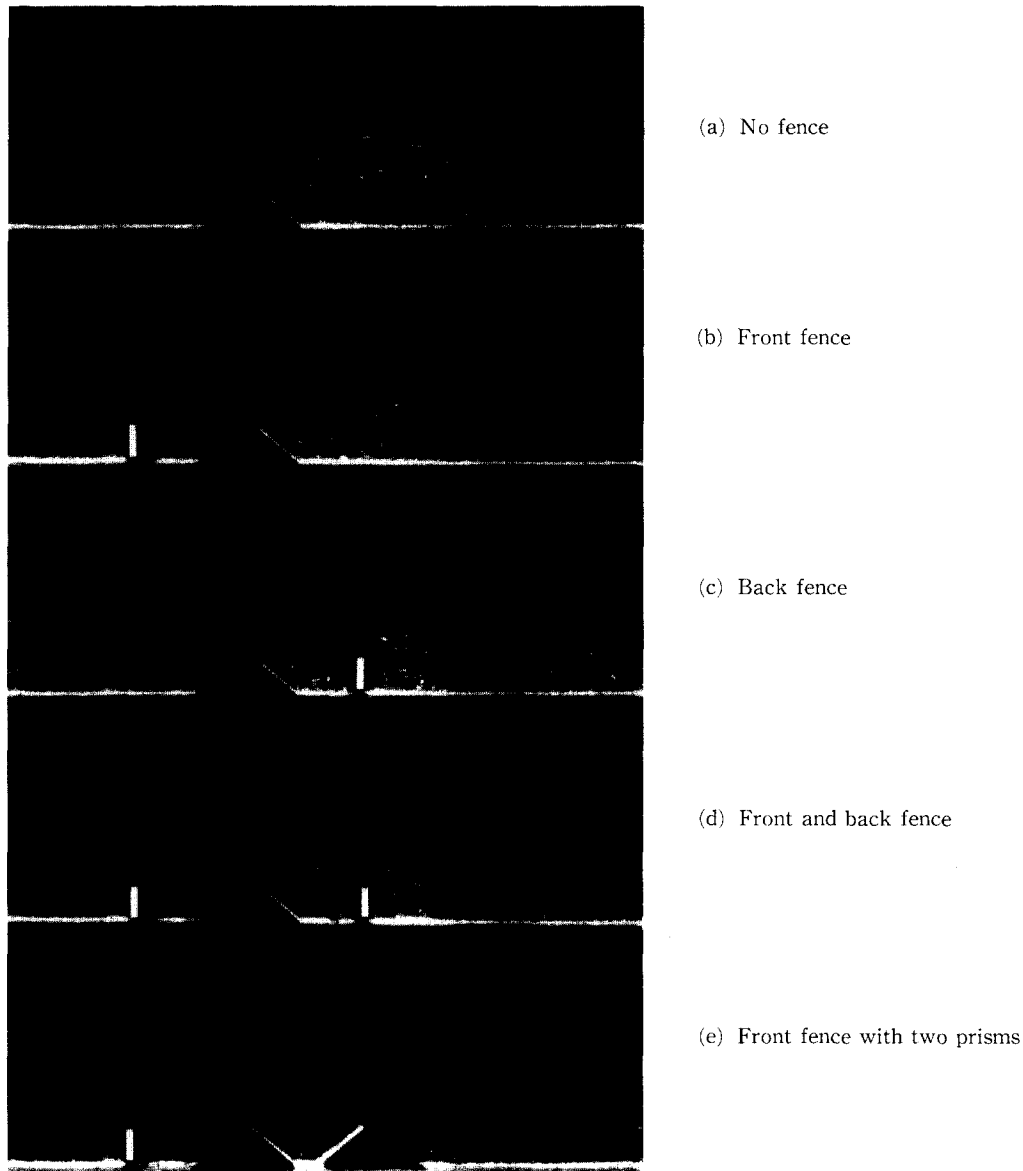 (a) No fence
(b) Front fence
(c) Back fence
(d) Front and back fence
(e) Front fence with two prisms